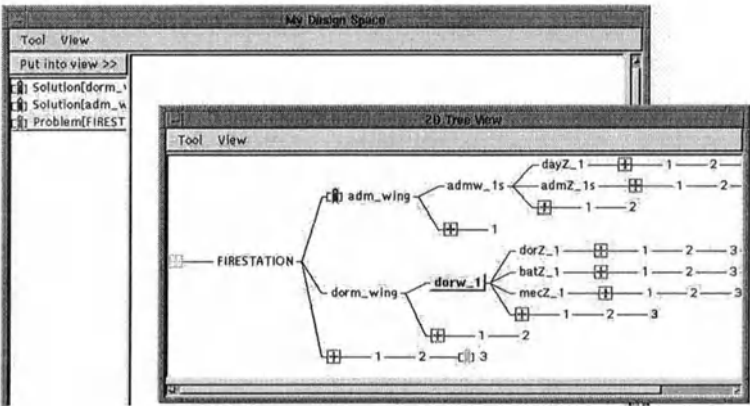 My Design Space
Tool View
Put into view >>
Solution[dorm_
Solution[adm_w
Problem[FIREST
2D Tree View
Tool View
dayZ_1 1 2
adm_wing admw_1s admZ_1s 1 2
1 2
1
FIRESTATION
dorZ_1 1 2 3
dorm_wing dorw_1 batZ_1 1 2 3
mecZ_1 1 2 3
1 2 3
1 2
1 2 3